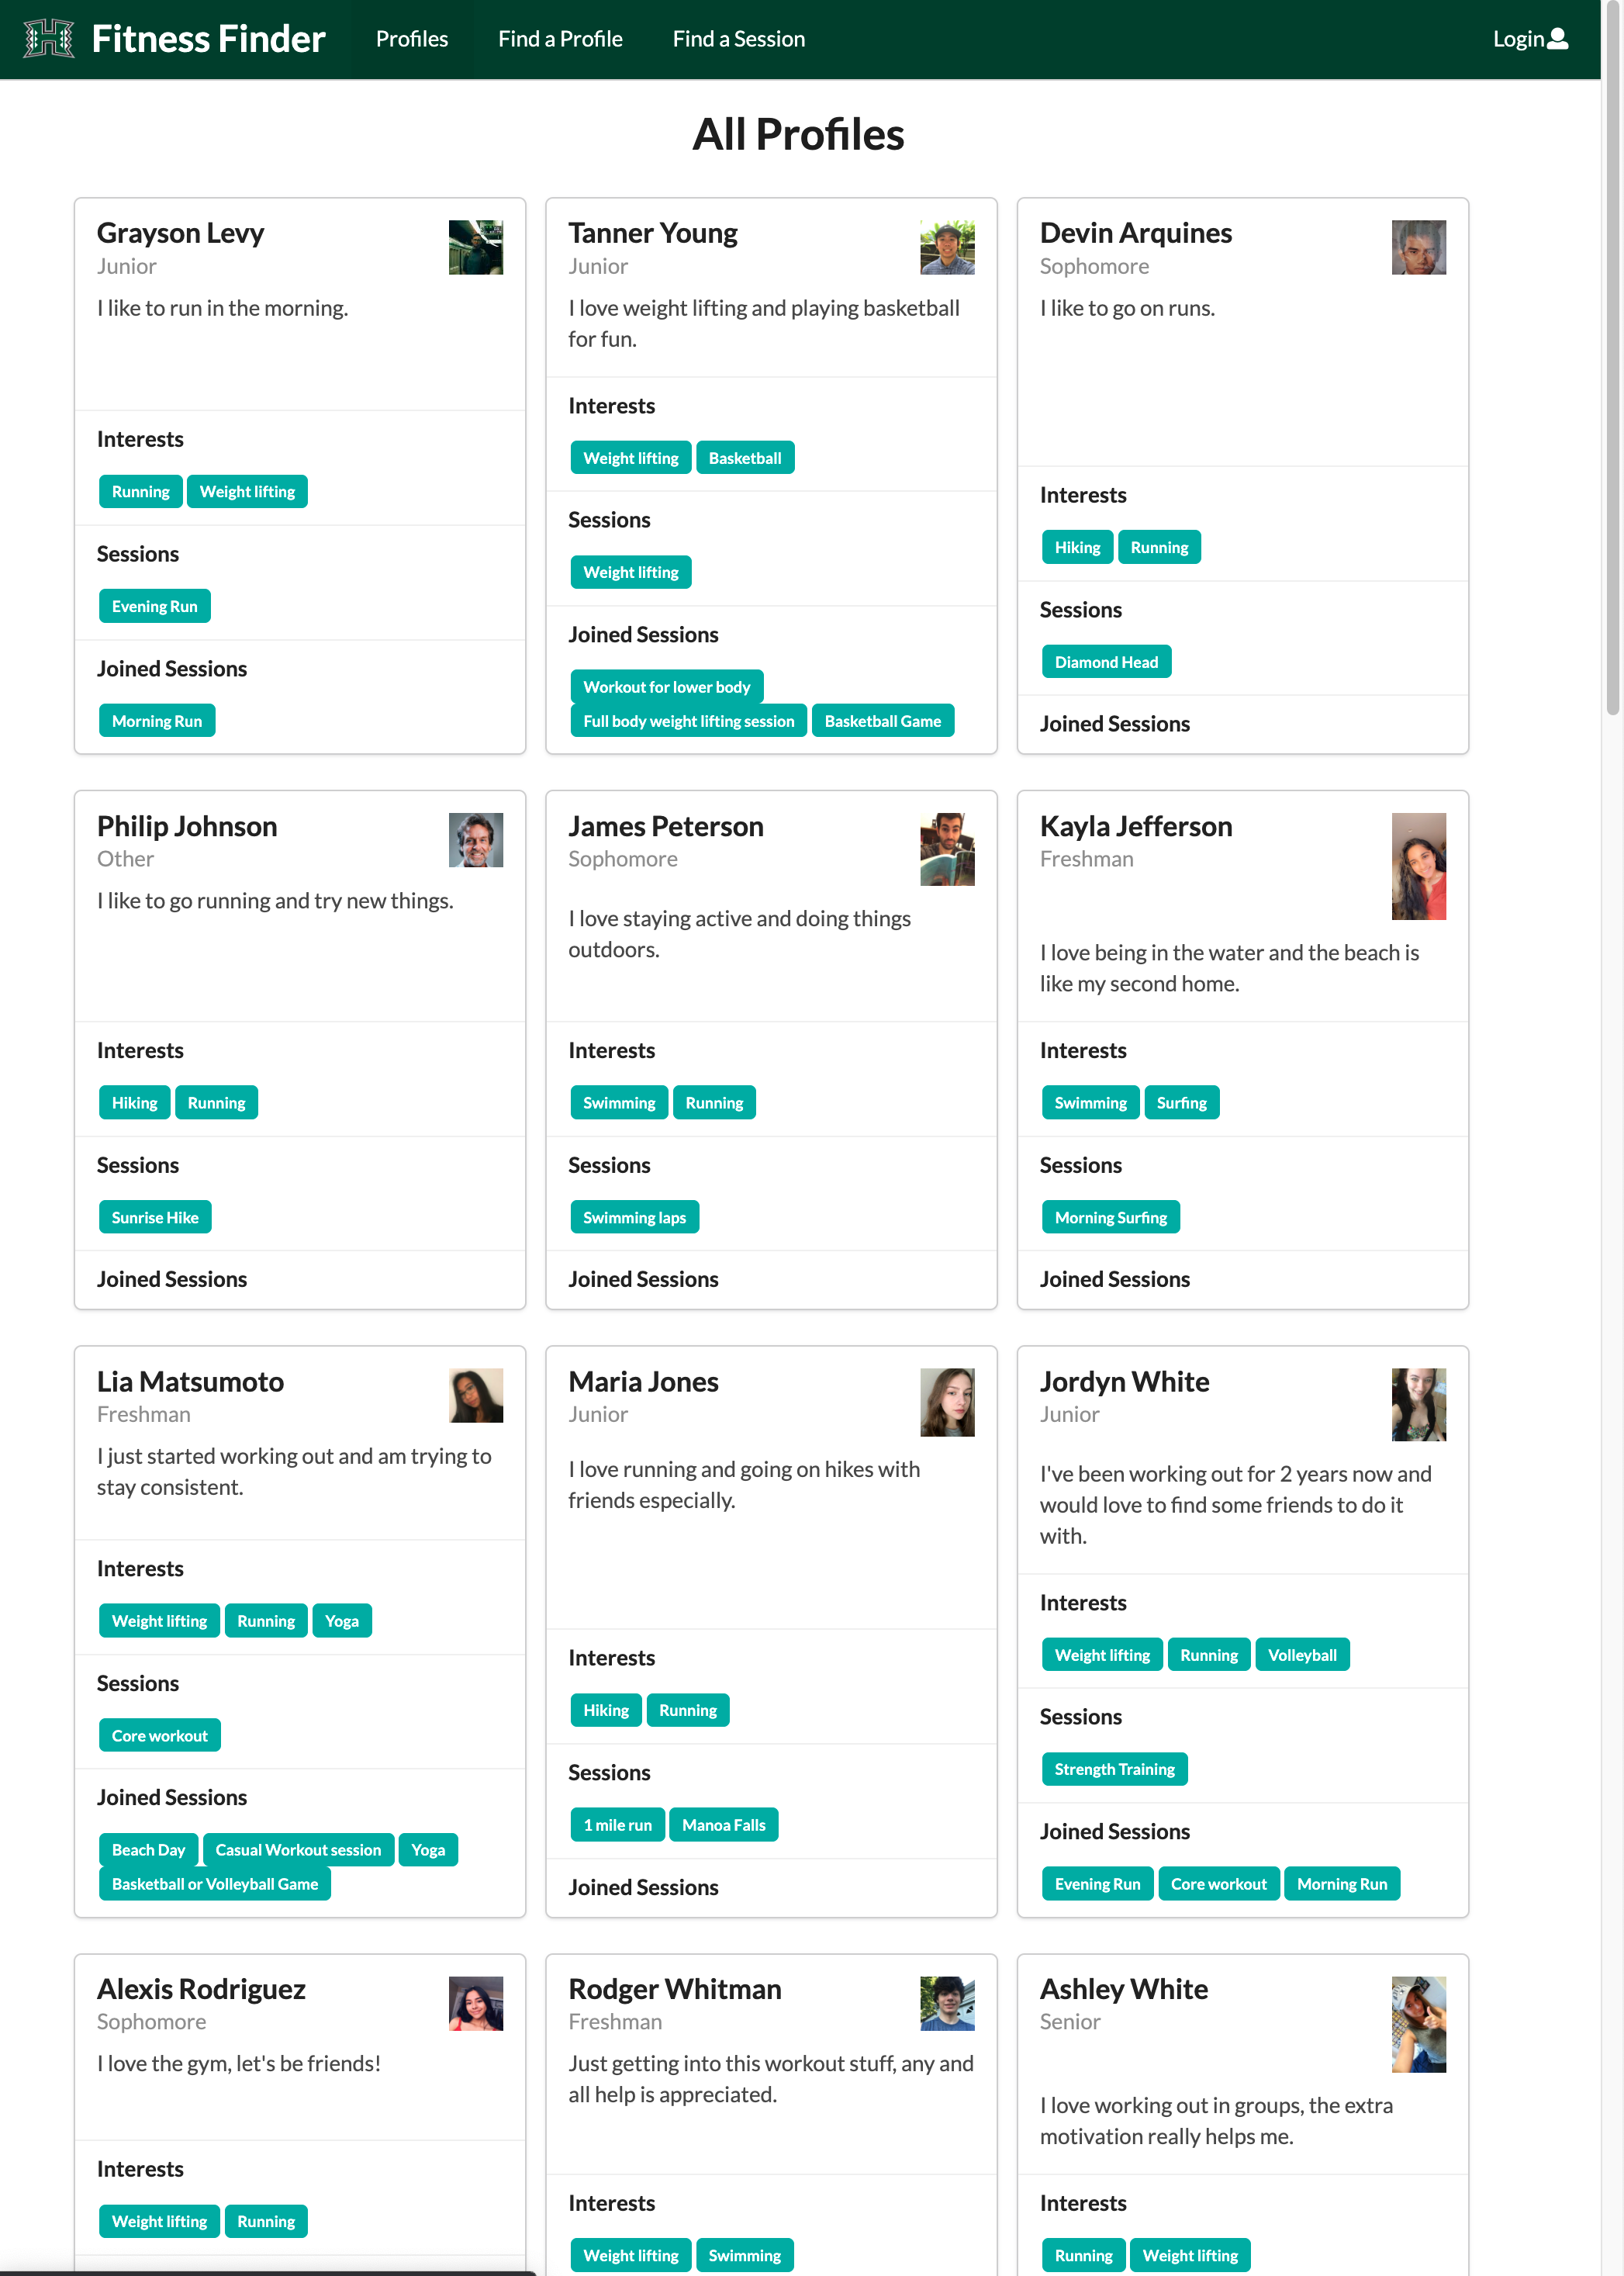 Fitness Finder
Profiles
Find a Profile
Find a Session
Login
All Profiles
Grayson Levy
Junior
I like to run in the morning.
Interests
Running
Weight lifting
Sessions
Evening Run
Joined Sessions
Morning Run
Tanner Young
Junior
I love weight lifting and playing basketball
for fun.
Interests
Weight lifting
Basketball
Sessions
Weight lifting
Joined Sessions
Workout for lower body
Full body weight lifting session
Basketball Game
Devin Arquines
Sophomore
I like to go on runs.
Interests
Hiking
Running
Sessions
Diamond Head
Joined Sessions
Philip Johnson
Other
I like to go running and try new things.
Interests
Hiking
Running
Sessions
Sunrise Hike
Joined Sessions
James Peterson
Sophomore
I love staying active and doing things
outdoors.
Interests
Swimming
Running
Sessions
Swimming laps
Joined Sessions
Kayla Jefferson
Freshman
I love being in the water and the beach is
like my second home.
Interests
Swimming
Surfing
Sessions
Morning Surfing
Joined Sessions
Lia Matsumoto
Freshman
I just started working out and am trying to
stay consistent.
Interests
Weight lifting
Running
Yoga
Sessions
Core workout
Joined Sessions
Beach Day
Casual Workout session
Yoga
Basketball or Volleyball Game
Maria Jones
Junior
I love running and going on hikes with
friends especially.
Interests
Hiking
Running
Sessions
1 mile run
Manoa Falls
Joined Sessions
Jordyn White
Junior
I've been working out for 2 years now and
would love to find some friends to do it
with.
Interests
Weight lifting
Running
Volleyball
Sessions
Strength Training
Joined Sessions
Evening Run
Core workout
Morning Run
Alexis Rodriguez
Sophomore
I love the gym, let's be friends!
Interests
Weight lifting
Running
Rodger Whitman
Freshman
Just getting into this workout stuff, any and
all help is appreciated.
Interests
Weight lifting
Swimming
Ashley White
Senior
I love working out in groups, the extra
motivation really helps me.
Interests
Running
Weight lifting